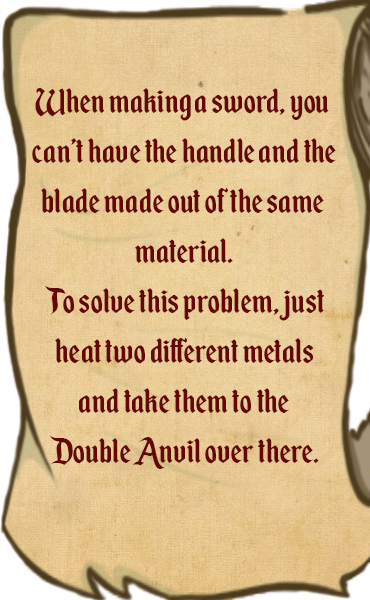 When making a sword, you
can't have the handle and the
blade made out of the same
material.
To solve this problem, just
heat two different metals
and take them to the
Double Anvil over there.